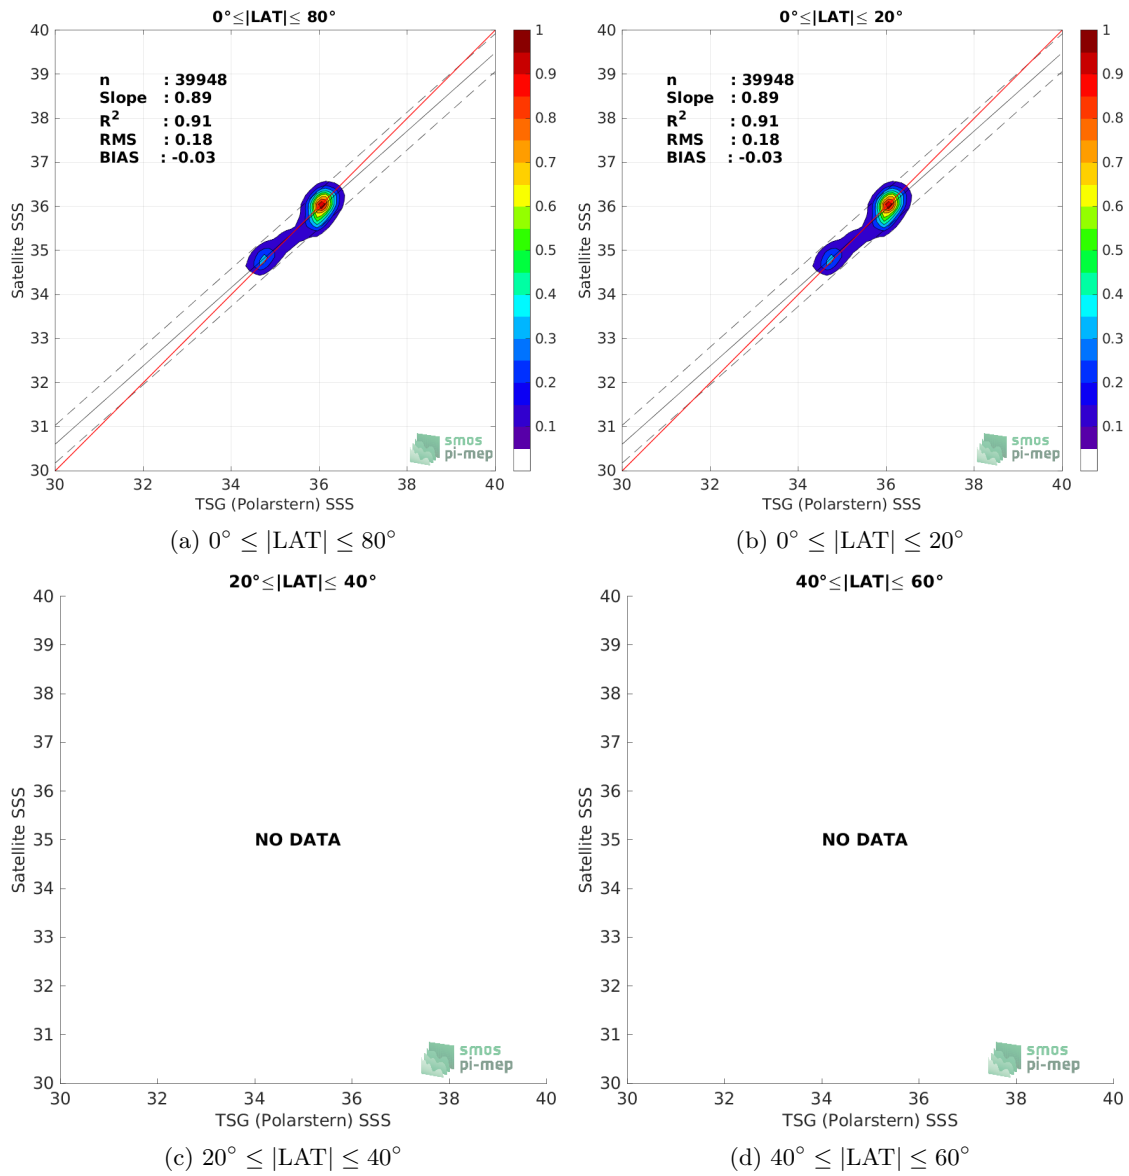 0°≤|LAT|≤ 80°
40
39
38
37
36
35
34
33
32
31
30
Satellite SSS
n : 39948
Slope : 0.89
R² : 0.91
RMS : 0.18
BIAS : -0.03
smos
pi-mep
30 32 34 36 38 40
TSG (Polarstern) SSS
1
0.9
0.8
0.7
0.6
0.5
0.4
0.3
0.2
0.1
(a) 0° ≤ |LAT| ≤ 80°
0°≤|LAT|≤ 20°
40
39
38
37
36
35
34
33
32
31
30
Satellite SSS
n : 39948
Slope : 0.89
R² : 0.91
RMS : 0.18
BIAS : -0.03
smos
pi-mep
30 32 34 36 38 40
TSG (Polarstern) SSS
1
0.9
0.8
0.7
0.6
0.5
0.4
0.3
0.2
0.1
(b) 0° ≤ |LAT| ≤ 20°
20°≤|LAT|≤ 40°
40
39
38
37
36
35
34
33
32
31
30
Satellite SSS
NO DATA
smos
pi-mep
30 32 34 36 38 40
TSG (Polarstern) SSS
(c) 20° ≤ |LAT| ≤ 40°
40°≤|LAT|≤ 60°
40
39
38
37
36
35
34
33
32
31
30
Satellite SSS
NO DATA
smos
pi-mep
30 32 34 36 38 40
TSG (Polarstern) SSS
(d) 40° ≤ |LAT| ≤ 60°